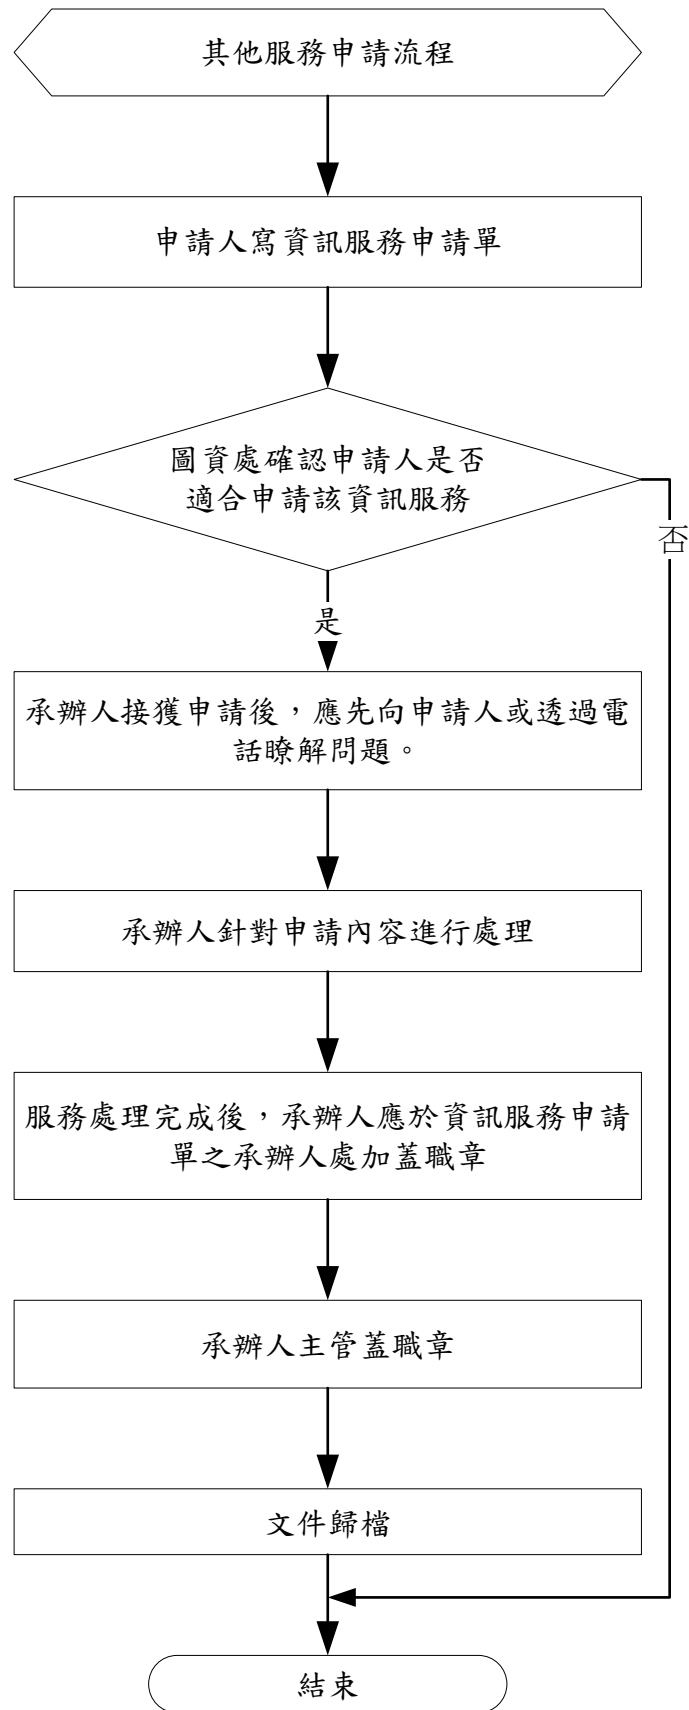 其他服務申請流程
申請人寫資訊服務申請單
圖資處確認申請人是否
適合申請該資訊服務
否
是
承辦人接獲申請後，應先向申請人或透過電
話瞭解問題。
承辦人針對申請內容進行處理
服務處理完成後，承辦人應於資訊服務申請
單之承辦人處加蓋職章
承辦人主管蓋職章
文件歸檔
結束